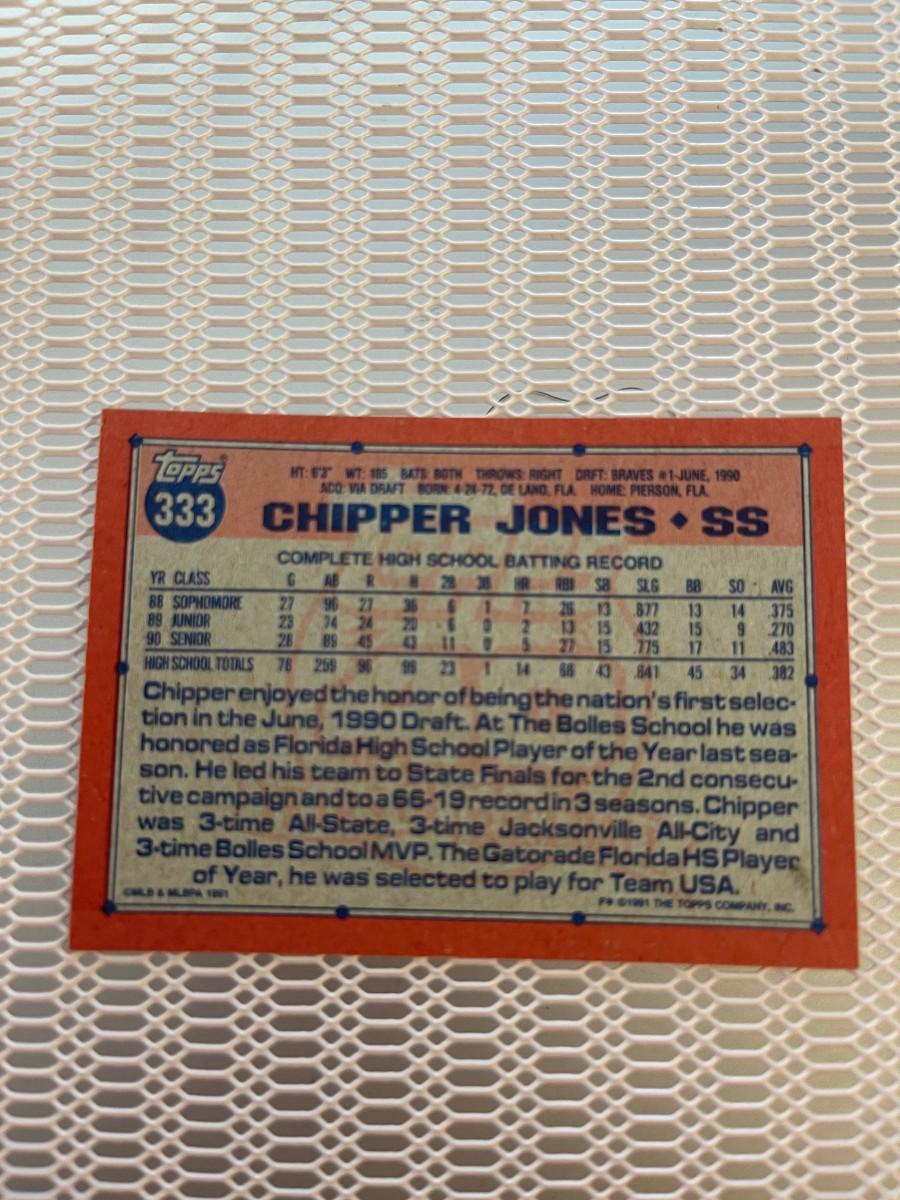 Topps®
333
HT: 6'3" WT: 185 BATS: BOTH THROWS: RIGHT DRFT: BRAVES #1-JUNE, 1990
ACQ: VIA DRAFT BORN: 4-24-72, DE LAND, FLA. HOME: PIERSON, FLA.
CHIPPER JONES ♦ SS
COMPLETE HIGH SCHOOL BATTING RECORD
YR CLASS G AB R H 2B 3B HR RBI SB SLG BB SO AVG
88 SOPHOMORE 27 96 27 36 6 1 7 26 13 .677 13 14 .375
89 JUNIOR 23 74 24 20 6 0 2 13 15 .432 15 9 .270
90 SENIOR 28 89 45 43 11 0 5 27 15 .775 17 11 .483
HIGH SCHOOL TOTALS 78 259 96 99 23 1 14 66 43 .641 45 34 .382
Chipper enjoyed the honor of being the nation's first selec-
tion in the June, 1990 Draft. At The Bolles School he was
honored as Florida High School Player of the Year last sea-
son. He led his team to State Finals for the 2nd consecu-
tive campaign and to a 66-19 record in 3 seasons. Chipper
was 3-time All-State, 3-time Jacksonville All-City and
3-time Bolles School MVP. The Gatorade Florida HS Player
of Year, he was selected to play for Team USA.
©MLB & MLBPA 1991
F* ©1991 THE TOPPS COMPANY, INC.